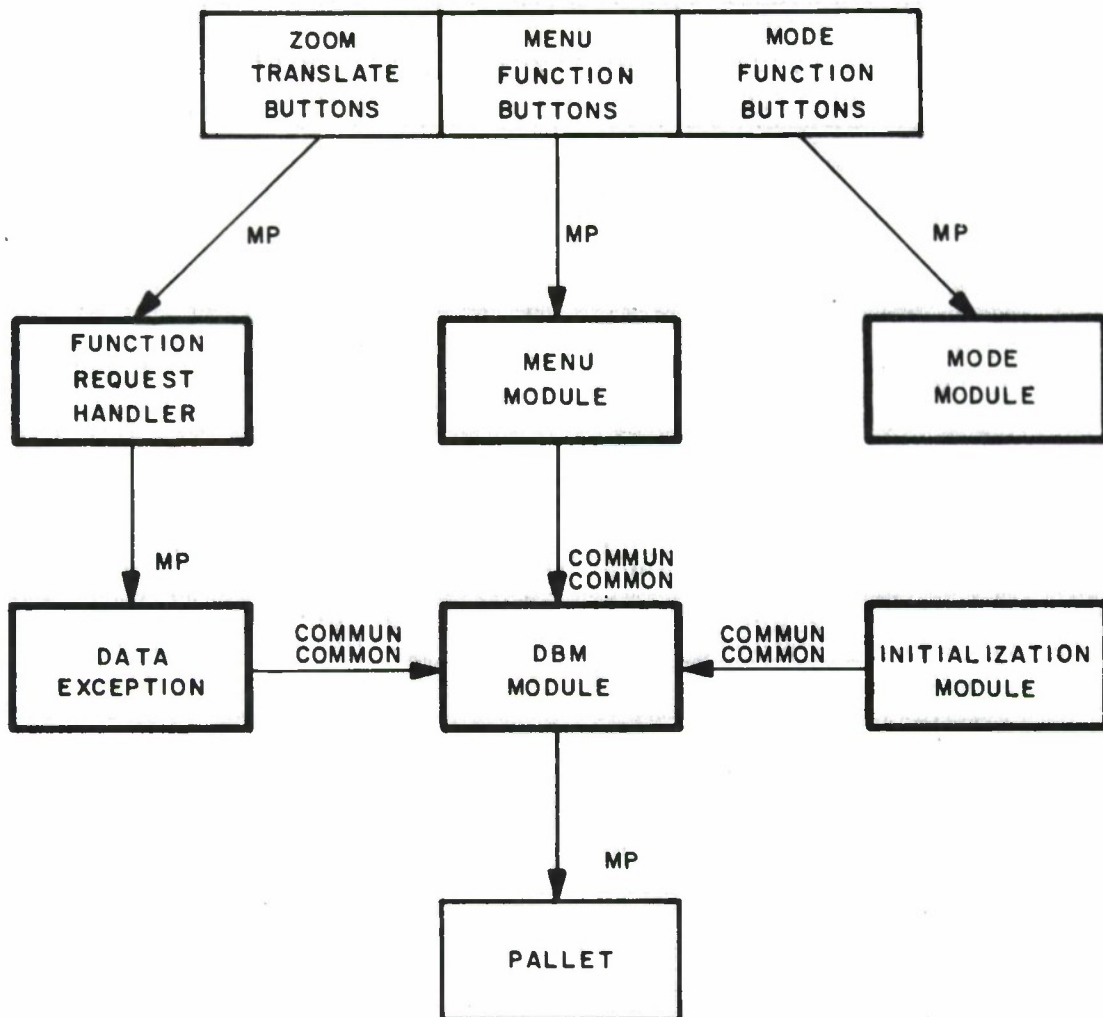 ZOOM
TRANSLATE
BUTTONS
MENU
FUNCTION
BUTTONS
MODE
FUNCTION
BUTTONS
MP
MP
MP
FUNCTION
REQUEST
HANDLER
MENU
MODULE
MODE
MODULE
MP
COMMUN
COMMON
DATA
EXCEPTION
COMMUN
COMMON
DBM
MODULE
COMMUN
COMMON
INITIALIZATION
MODULE
MP
PALLET